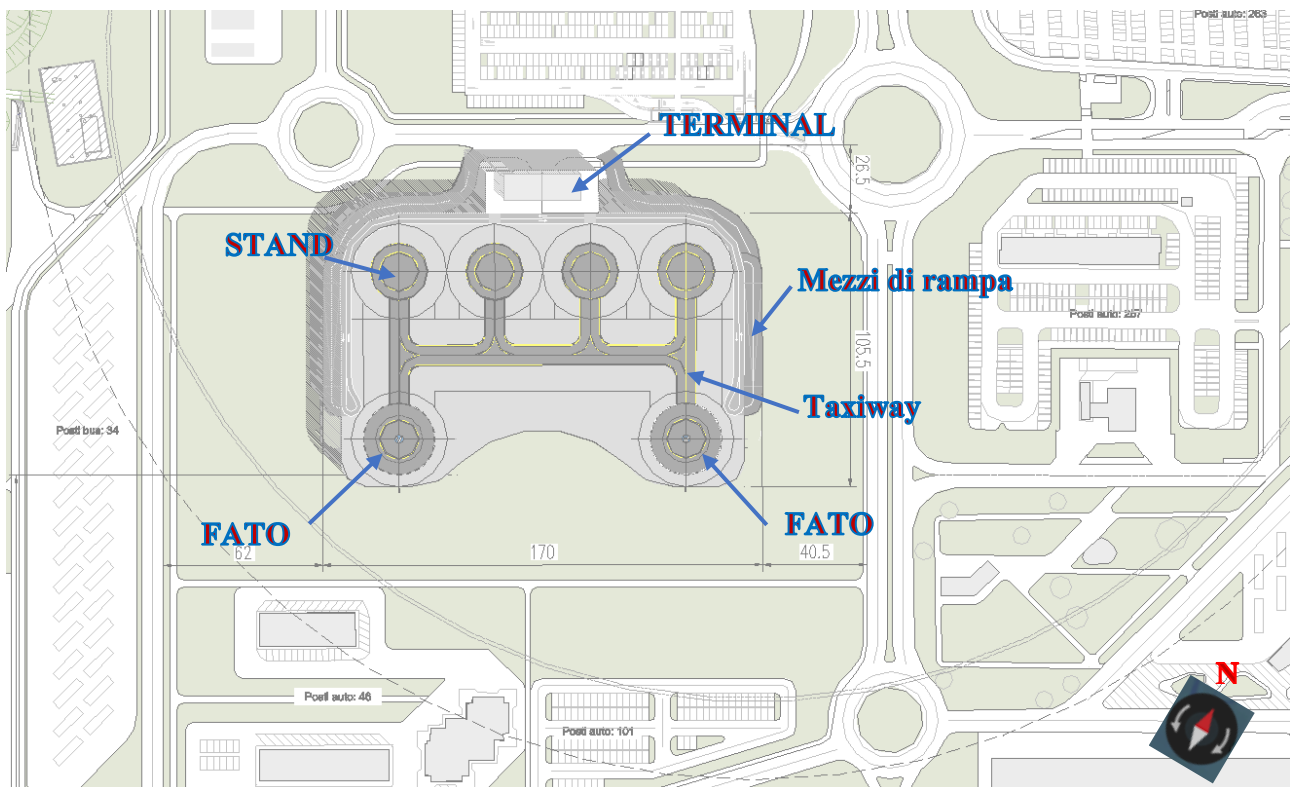 Posti auto: 263
TERMINAL
26.5
STAND
Mezzi di rampa
Posti auto: 257
105.5
Taxiway
Posti bus: 34
FATO
FATO
62
170
40.5
N
Posti auto: 46
Posti auto: 101